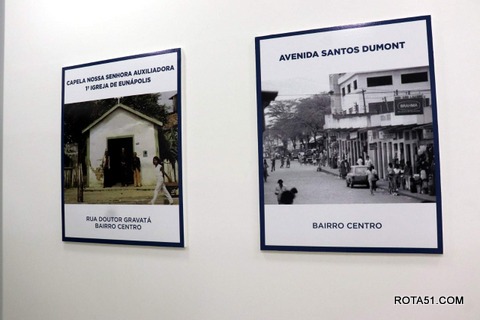 CAPELA NOSSA SENHORA AUXILIADORA
1ª IGREJA DE EUNÁPOLIS
RUA DOUTOR GRAVATÁ
BAIRRO CENTRO
AVENIDA SANTOS DUMONT
BAIRRO CENTRO
ROTA51.COM